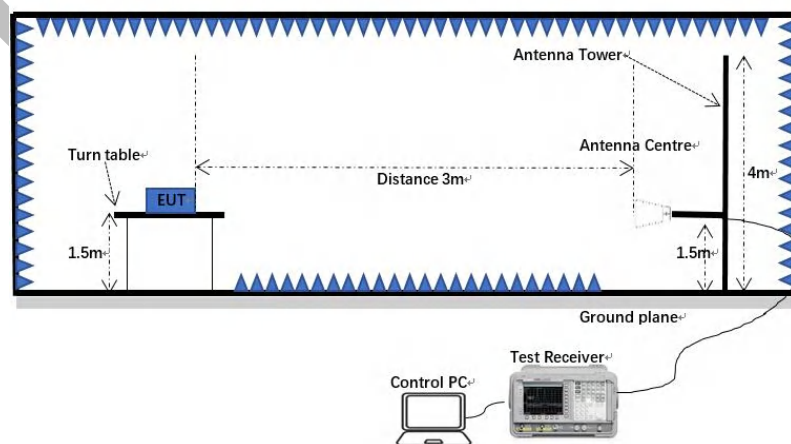 Antenna Tower
Antenna Centre
Turn table
Distance 3m
4m
EUT
1.5m
1.5m
Ground plane
Test Receiver
Control PC